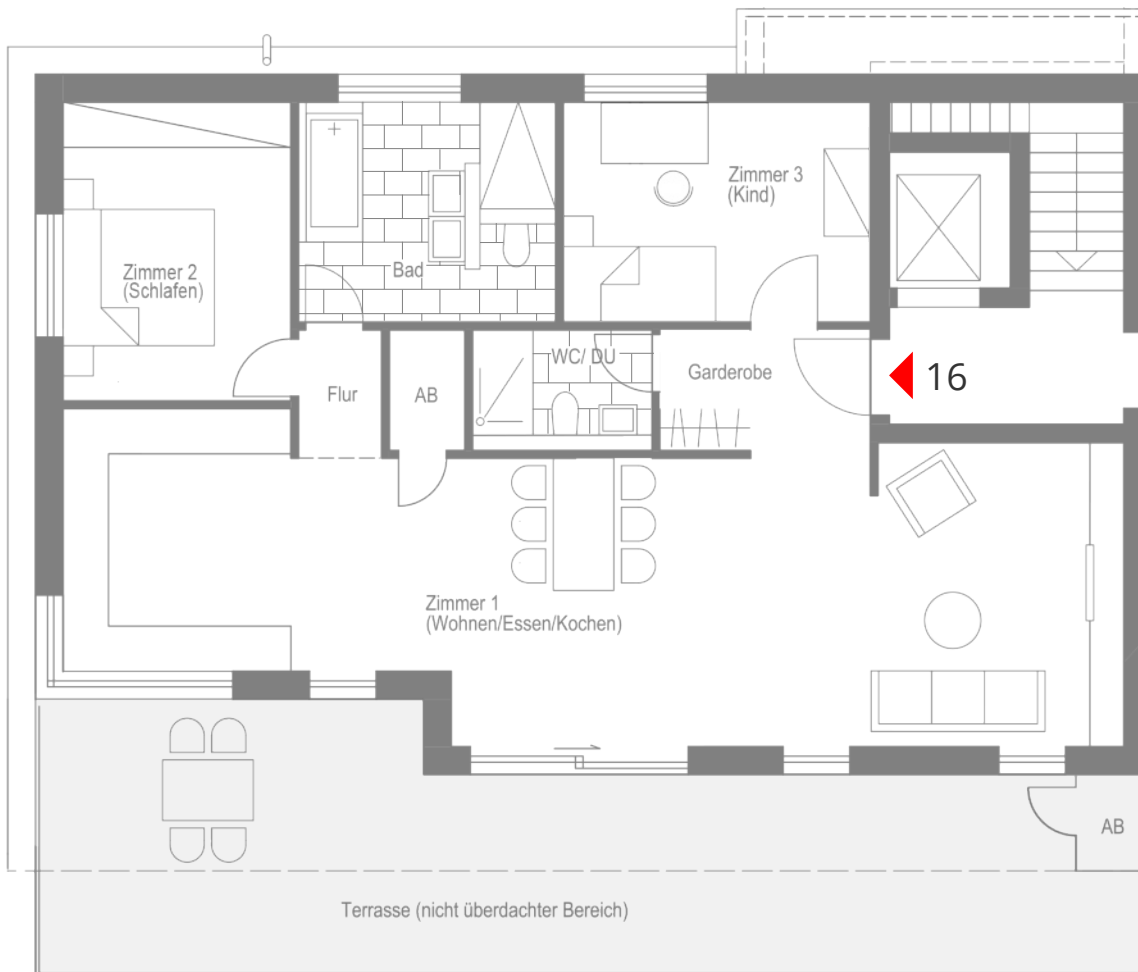 Zimmer 3
(Kind)
Zimmer 2
(Schlafen)
Bad
WC/ DU
Garderobe
16
Flur
AB
Zimmer 1
(Wohnen/Essen/Kochen)
AB
Terrasse (nicht überdachter Bereich)